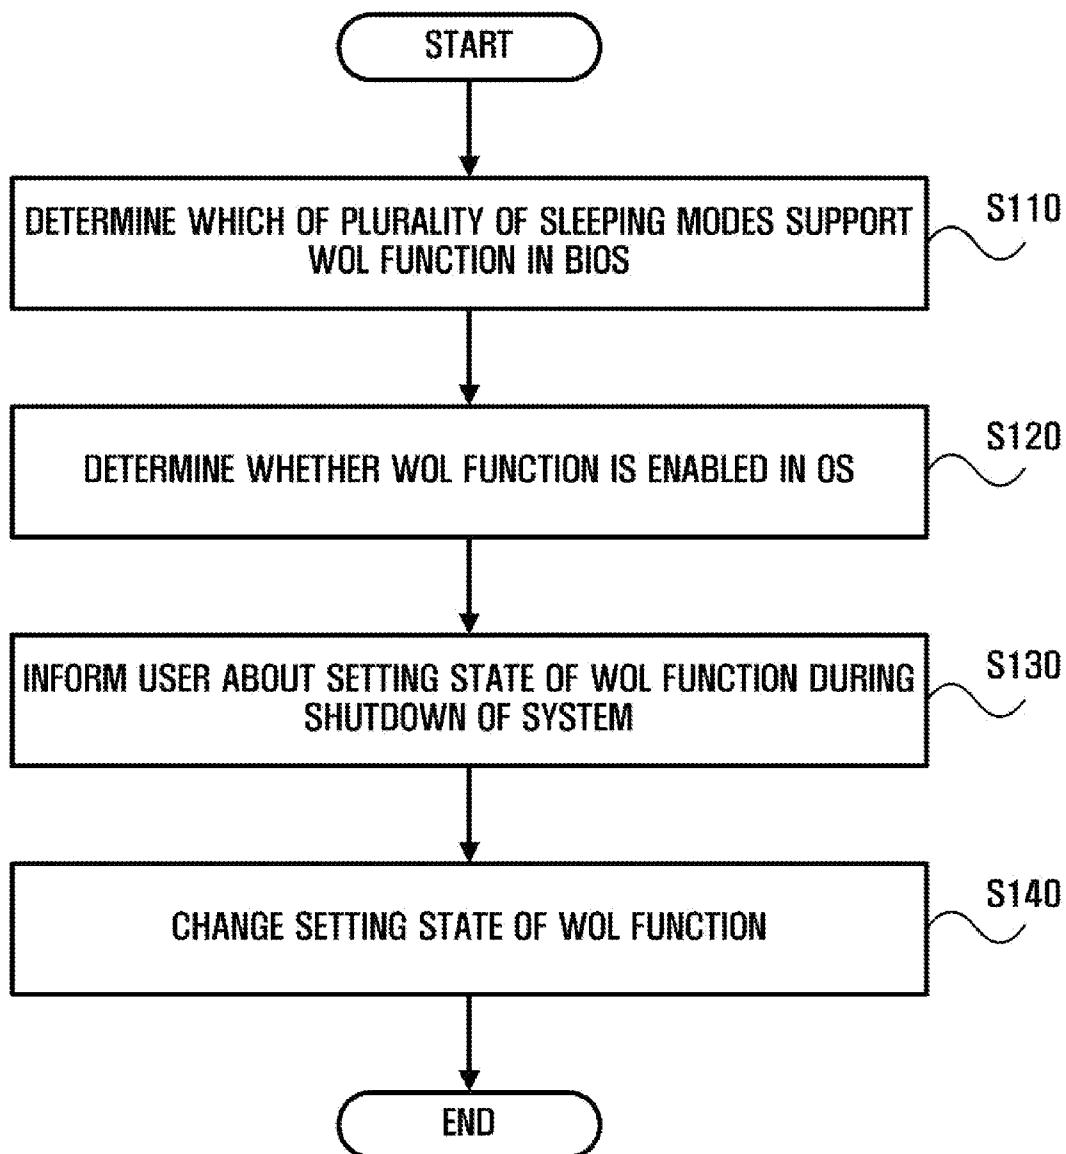 START
DETERMINE WHICH OF PLURALITY OF SLEEPING MODES SUPPORT
WOL FUNCTION IN BIOS
S110
DETERMINE WHETHER WOL FUNCTION IS ENABLED IN OS
S120
INFORM USER ABOUT SETTING STATE OF WOL FUNCTION DURING
SHUTDOWN OF SYSTEM
S130
CHANGE SETTING STATE OF WOL FUNCTION
S140
END